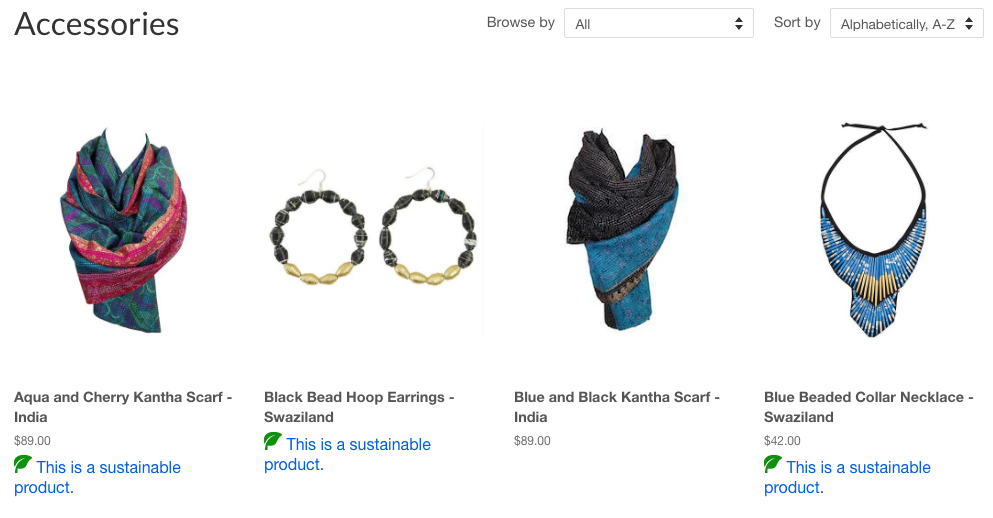 Accessories
Browse by
All
Sort by
Alphabetically, A-Z
Aqua and Cherry Kantha Scarf -
India
$89.00
This is a sustainable
product.
Black Bead Hoop Earrings -
Swaziland
This is a sustainable
product.
Blue and Black Kantha Scarf -
India
$89.00
Blue Beaded Collar Necklace -
Swaziland
$42.00
This is a sustainable
product.